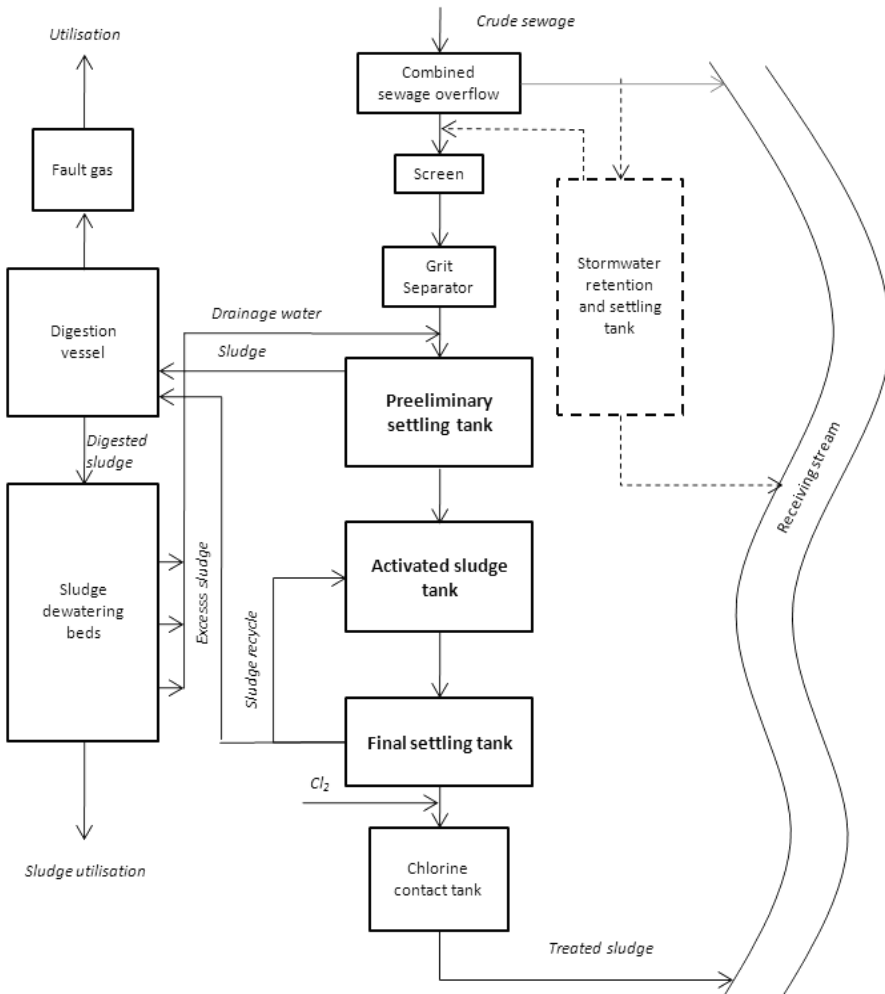 Crude sewage
Utilisation
Combined
sewage overflow
Fault gas
Screen
Grit
Separator
Stormwater
retention
and settling
tank
Drainage water
Digestion
vessel
Sludge
Preeliminary
settling tank
Digested
sludge
Receiving stream
Sludge
dewatering
beds
Excesss sludge
Sludge recycle
Activated sludge
tank
Final settling tank
Cl₂
Chlorine
contact tank
Sludge utilisation
Treated sludge